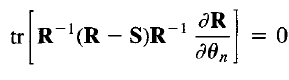 tr[R⁻¹(R − S)R⁻¹ ∂R/∂θₙ] = 0